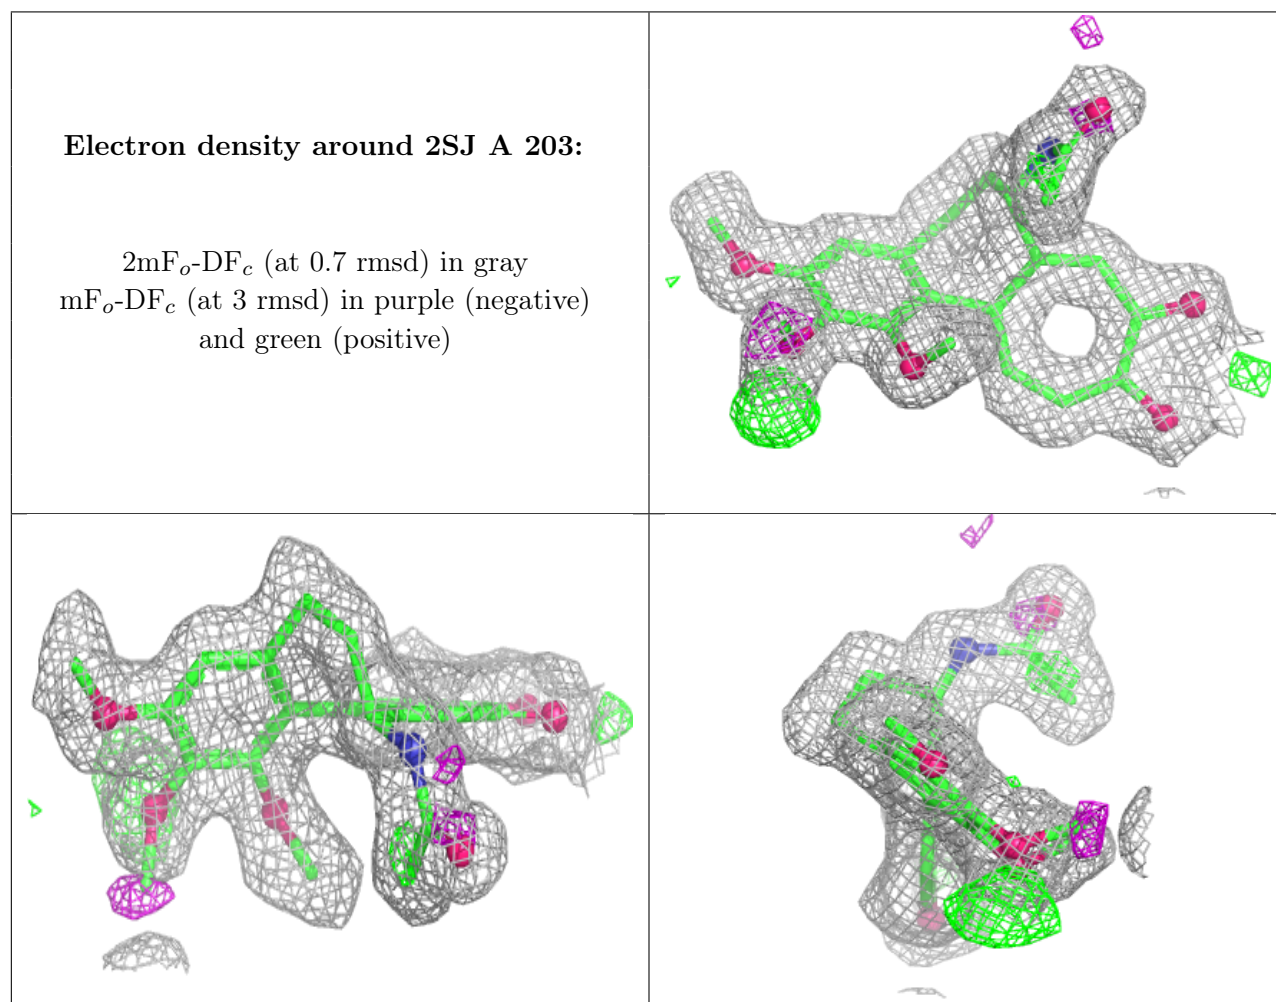 Electron density around 2SJ A 203:
2mFo-DFc (at 0.7 rmsd) in gray
mFo-DFc (at 3 rmsd) in purple (negative)
and green (positive)